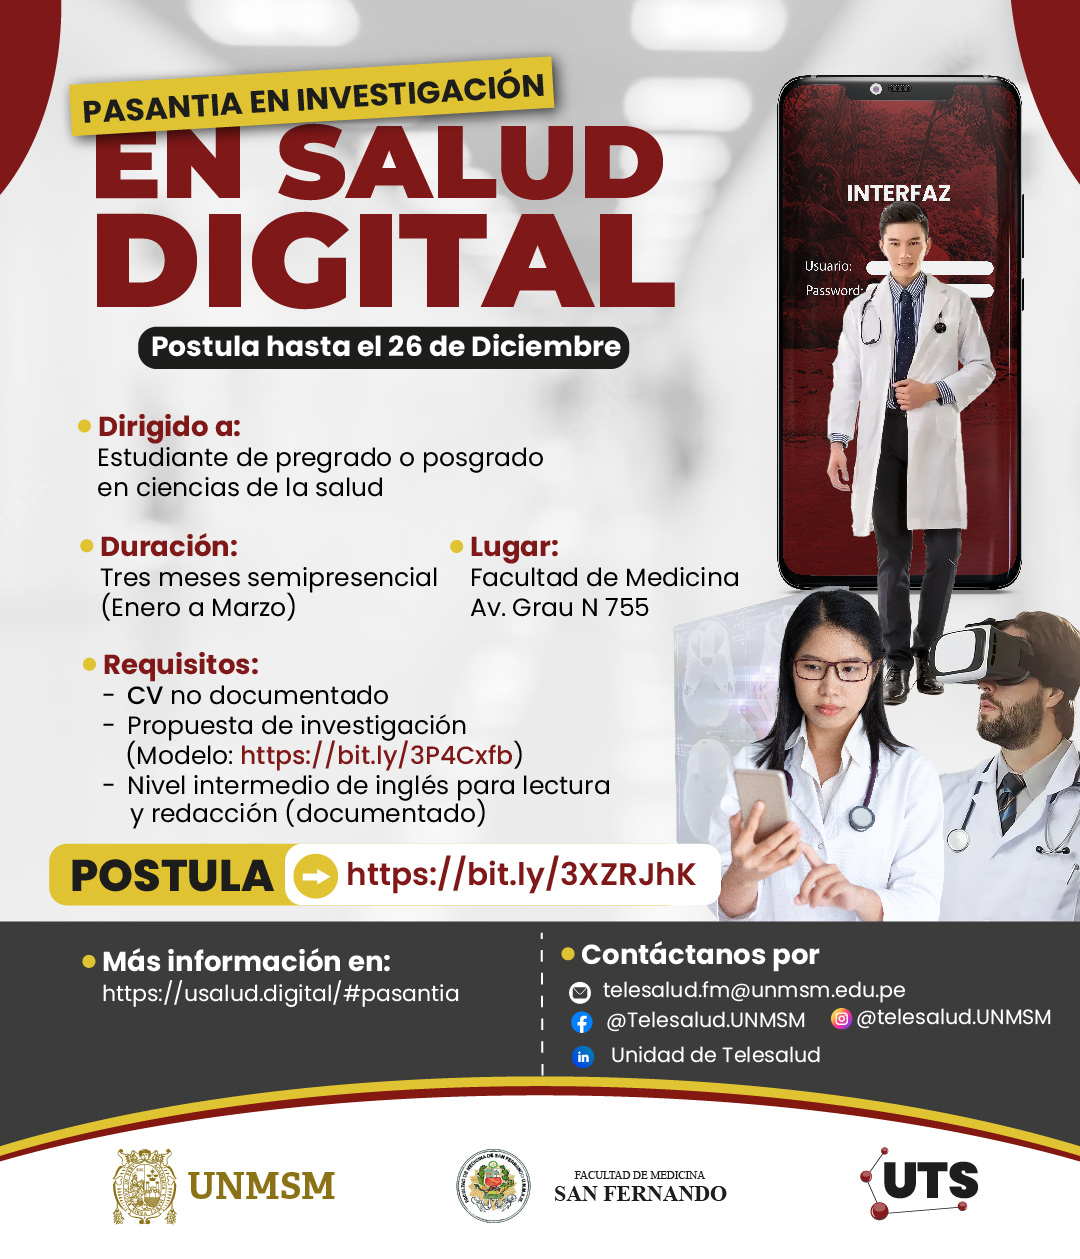 PASANTIA EN INVESTIGACIÓN
EN SALUD
DIGITAL
Postula hasta el 26 de Diciembre
INTERFAZ
Usuario:
Password:
Dirigido a:
Estudiante de pregrado o posgrado
en ciencias de la salud
Duración:
Tres meses semipresencial
(Enero a Marzo)
Lugar:
Facultad de Medicina
Av. Grau N 755
Requisitos:
- CV no documentado
- Propuesta de investigación
(Modelo: https://bit.ly/3P4Cxfb)
- Nivel intermedio de inglés para lectura
y redacción (documentado)
POSTULA
https://bit.ly/3XZRJhK
Más información en:
https://usalud.digital/#pasantia
Contáctanos por
telesalud.fm@unmsm.edu.pe
@Telesalud.UNMSM
@telesalud.UNMSM
in
Unidad de Telesalud
UNMSM
FACULTAD DE MEDICINA
SAN FERNANDO
UTS